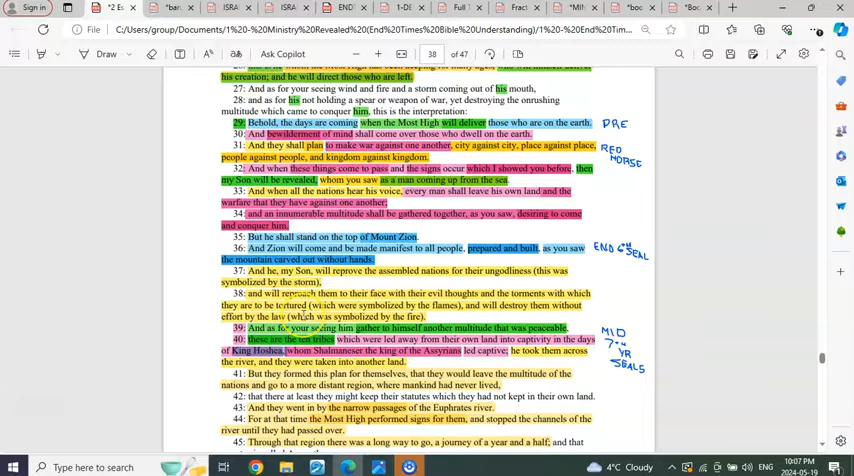 Sign in
*2 Es
*bar
ISRA
ISRA
END
1-DE
Full T
Fract
*MIN
*boc
*Boc
C:/Users/group/Documents/1%20-%20Ministry%20Revealed%20(End%20Times%20Bible%20Understanding)/1%20-%20End%20Time
Draw
Ask Copilot
38 of 47
his creation; and he will direct those who are left.
27: And as for your seeing wind and fire and a storm coming out of his mouth,
28: and as for his not holding a spear or weapon of war, yet destroying the onrushing
multitude which came to conquer him, this is the interpretation:
29: Behold, the days are coming when the Most High will deliver those who are on the earth.
PRE
30: And bewilderment of mind shall come over those who dwell on the earth.
31: And they shall plan to make war against one another, city against city, place against place,
people against people, and kingdom against kingdom.
RED
HORSE
32: And when these things come to pass and the signs occur which I showed you before, then
my Son will be revealed, whom you saw as a man coming up from the sea.
33: And when all the nations hear his voice, every man shall leave his own land and the
warfare that they have against one another;
34: and an innumerable multitude shall be gathered together, as you saw, desiring to come
and conquer him.
35: But he shall stand on the top of Mount Zion.
36: And Zion will come and be made manifest to all people, prepared and built, as you saw
the mountain carved out without hands.
END 6TH SEAL
37: And he, my Son, will reprove the assembled nations for their ungodliness (this was
symbolized by the storm),
38: and will reproach them to their face with their evil thoughts and the torments with which
they are to be tortured (which were symbolized by the flames), and will destroy them without
effort by the law (which was symbolized by the fire).
39: And as for your seeing him gather to himself another multitude that was peaceable,
40: these are the ten tribes which were led away from their own land into captivity in the days
of King Hoshea, whom Shalmaneser the king of the Assyrians led captive; he took them across
the river, and they were taken into another land.
MID
7TH YR
SEALS
41: But they formed this plan for themselves, that they would leave the multitude of the
nations and go to a more distant region, where mankind had never lived,
42: that there at least they might keep their statutes which they had not kept in their own land.
43: And they went in by the narrow passages of the Euphrates river.
44: For at that time the Most High performed signs for them, and stopped the channels of the
river until they had passed over.
45: Through that region there was a long way to go, a journey of a year and a half; and that
Type here to search
4°C Cloudy
ENG
10:07 PM
2024-05-19